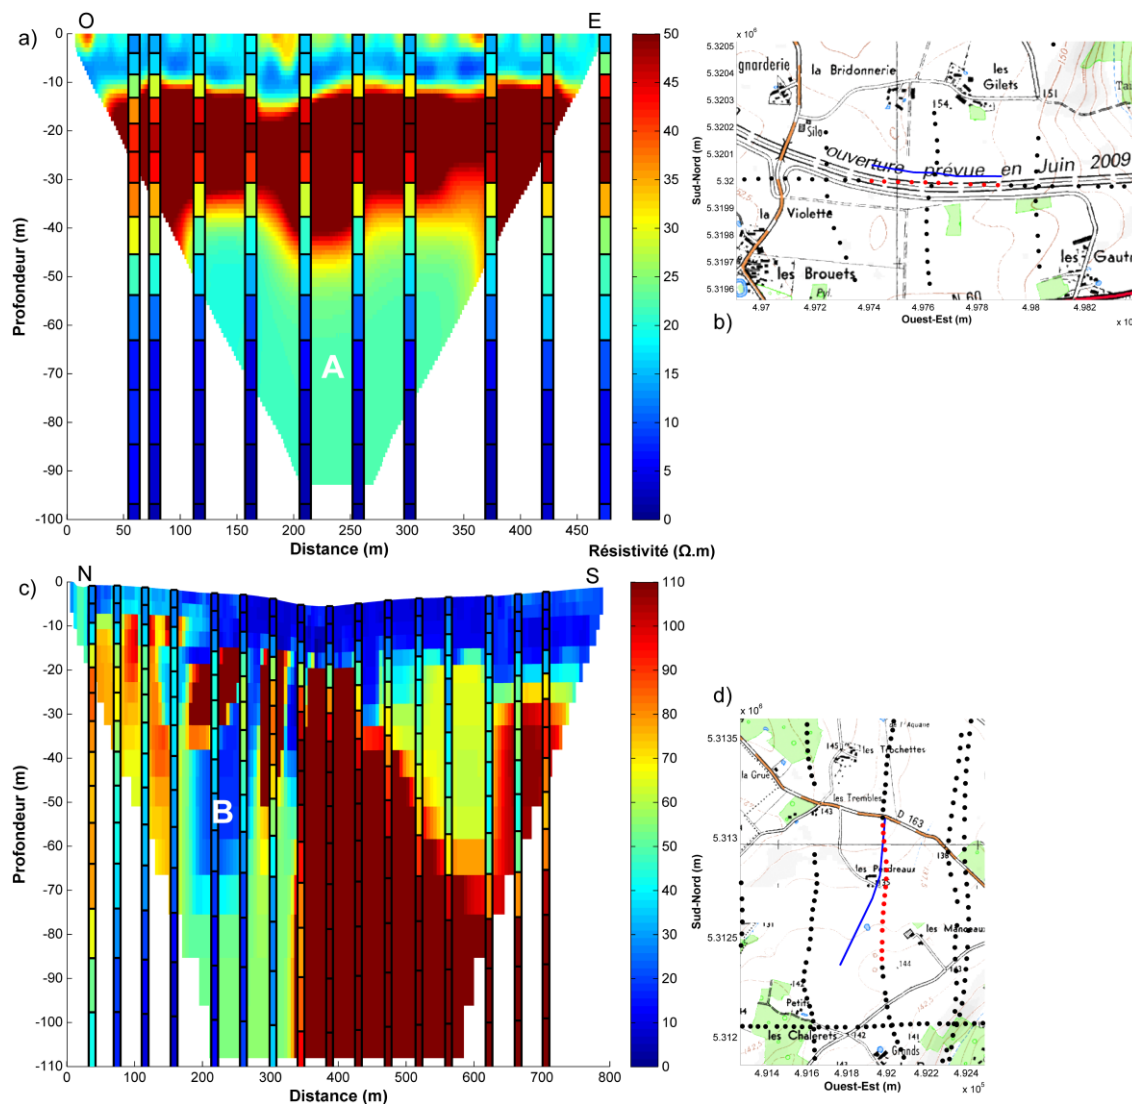 a)
O
E
0
-10
-20
-30
-40
-50
-60
-70
-80
-90
-100
Profondeur (m)
A
0
50
100
150
200
250
300
350
400
450
Distance (m)
50
45
40
35
30
25
20
15
10
5
0
Résistivité (Ω.m)
x 10⁶
5.3205
5.3204
5.3203
5.3202
5.3201
5.32
5.3199
5.3198
5.3197
5.3196
Sud-Nord (m)
gnarderie
la Bridonnerie
les
Gilets
154
151
150
Silo
ouverture prévue en Juin 2009
la Violette
les Brouets
Pyl.
N 60
les Gautr
4.97
4.972
4.974
4.976
4.978
4.98
4.982
Ouest-Est (m)
b)
c)
N
S
0
-10
-20
-30
-40
-50
-60
-70
-80
-90
-100
-110
Profondeur (m)
B
0
100
200
300
400
500
600
700
800
Distance (m)
110
100
90
80
70
60
50
40
30
20
10
0
d)
x 10⁶
5.3135
5.313
5.3125
5.312
Sud-Nord (m)
de l'Aquave
145
les Trochettes
la Grue
les Trembles
143
D 163
138
les Perdreaux
les Manceaux
144
143
Petit
les Chalerets
142
141
Grands
142,5
4.914
4.916
4.918
4.92
4.922
4.924
Ouest-Est (m)
x 10⁵